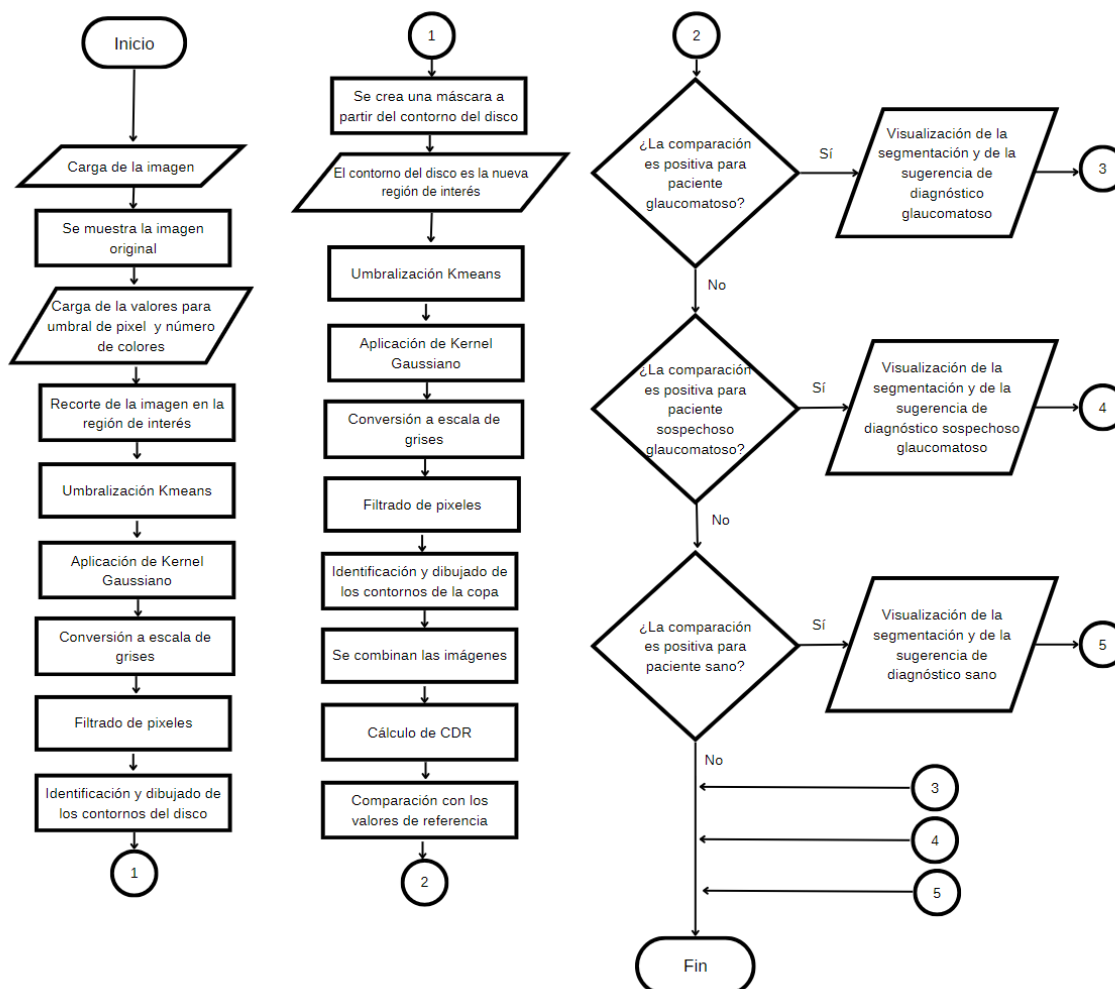 Inicio
Carga de la imagen
Se muestra la imagen
original
Carga de la valores para
umbral de pixel y número
de colores
Recorte de la imagen en la
región de interés
Umbralización Kmeans
Aplicación de Kernel
Gaussiano
Conversión a escala de
grises
Filtrado de pixeles
Identificación y dibujado de
los contornos del disco
1
1
Se crea una máscara a
partir del contorno del disco
El contorno del disco es la nueva
región de interés
Umbralización Kmeans
Aplicación de Kernel
Gaussiano
Conversión a escala de
grises
Filtrado de pixeles
Identificación y dibujado de
los contornos de la copa
Se combinan las imágenes
Cálculo de CDR
Comparación con los
valores de referencia
2
2
¿La comparación
es positiva para
paciente
glaucomatoso?
Sí
Visualización de la
segmentación y de la
sugerencia de
diagnóstico
glaucomatoso
3
No
¿La comparación
es positiva para
paciente
sospechoso
glaucomatoso?
Sí
Visualización de la
segmentación y de la
sugerencia de
diagnóstico sospechoso
glaucomatoso
4
No
¿La comparación
es positiva para
paciente sano?
Sí
Visualización de la
segmentación y de la
sugerencia de
diagnóstico sano
5
No
3
4
5
Fin